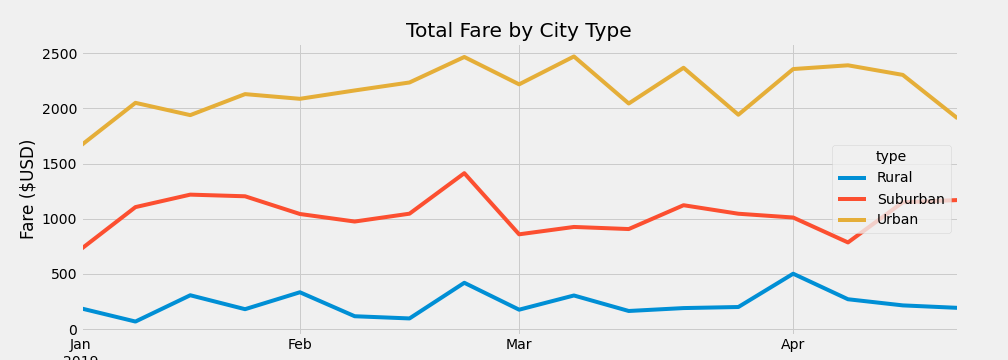 Total Fare by City Type
Fare ($USD)
2500
2000
1500
1000
500
0
type
Rural
Suburban
Urban
Jan Feb Mar Apr
2019